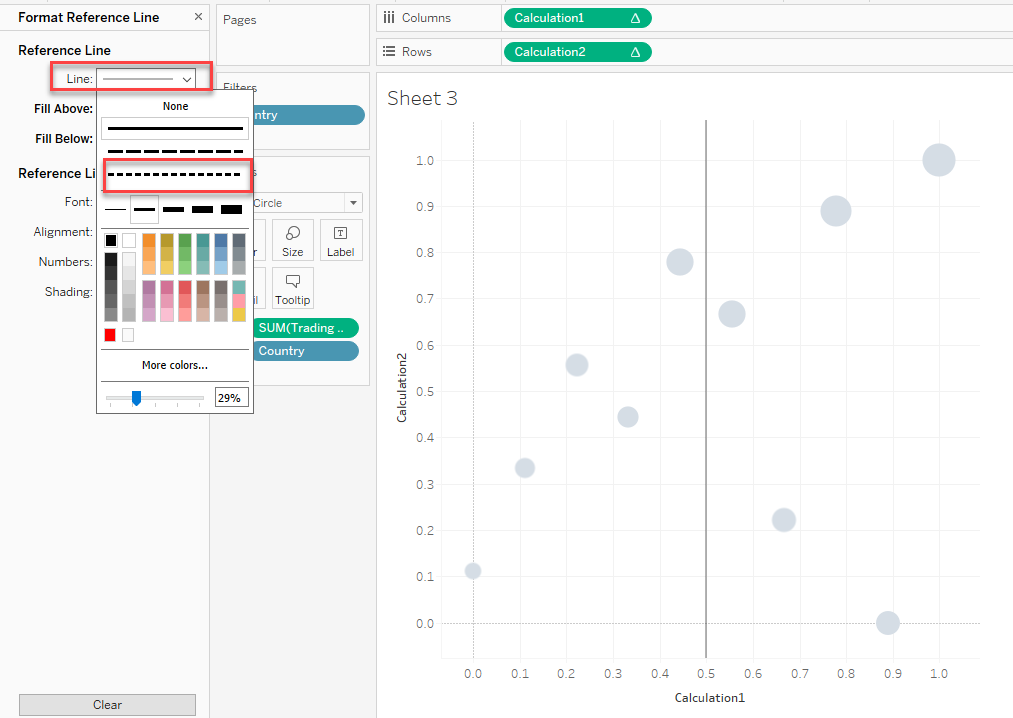 Format Reference Line ×
Reference Line
Line:
None
Fill Above:
Fill Below:
Reference Li
Font:
Alignment:
Numbers:
Shading:
More colors...
29%
Clear
Pages
Filters
ntry
s
Circle
r
Size
Label
il
Tooltip
SUM(Trading ..
Country
Columns
Calculation1 Δ
Rows
Calculation2 Δ
Sheet 3
Calculation2
1.0
0.9
0.8
0.7
0.6
0.5
0.4
0.3
0.2
0.1
0.0
0.0 0.1 0.2 0.3 0.4 0.5 0.6 0.7 0.8 0.9 1.0
Calculation1